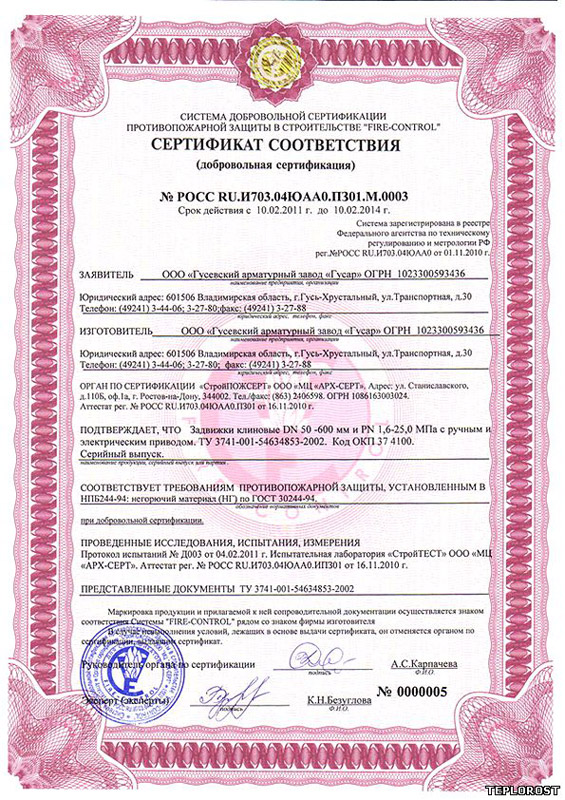 СИСТЕМА ДОБРОВОЛЬНОЙ СЕРТИФИКАЦИИ
ПРОТИВОПОЖАРНОЙ ЗАЩИТЫ В СТРОИТЕЛЬСТВЕ "FIRE-CONTROL"
СЕРТИФИКАТ СООТВЕТСТВИЯ
(добровольная сертификация)
№ РОСС RU.И703.04ЮАА0.П301.М.0003
Срок действия с 10.02.2011 г. до 10.02.2014 г.
Система зарегистрирована в реестре
Федерального агентства по техническому
регулированию и метрологии РФ
рег.№РОСС RU.И703.04ЮАА0 от 01.11.2010 г.
ЗАЯВИТЕЛЬ ООО «Гусевский арматурный завод «Гусар» ОГРН 1023300593436
наименование предприятия, организации
Юридический адрес: 601506 Владимирская область, г.Гусь-Хрустальный, ул.Транспортная, д.30
Телефон: (49241) 3-44-06; 3-27-80;факс: (49241) 3-27-88
юридический адрес, телефон, факс
ИЗГОТОВИТЕЛЬ ООО «Гусевский арматурный завод «Гусар» ОГРН 1023300593436
наименование предприятия, организации
Юридический адрес: 601506 Владимирская область, г.Гусь-Хрустальный, ул.Транспортная, д.30
Телефон: (49241) 3-44-06; 3-27-80; факс: (49241) 3-27-88
юридический адрес, телефон, факс
ОРГАН ПО СЕРТИФИКАЦИИ «СтройПОЖСЕРТ» ООО «МЦ «АРХ-СЕРТ», Адрес: ул. Станиславского,
д.110Б, оф.1а, г. Ростов-на-Дону, 344002. Тел./факс: (863) 2406598. ОГРН 1086163003024.
Аттестат рег. № РОСС RU.И703.04ЮАА0.П301 от 16.11.2010 г.
ПОДТВЕРЖДАЕТ, ЧТО Задвижки клиновые DN 50 -600 мм и PN 1,6-25,0 МПа с ручным и
электрическим приводом. ТУ 3741-001-54634853-2002. Код ОКП 37 4100.
Серийный выпуск.
наименование продукции, серийный выпуск или партия
СООТВЕТСТВУЕТ ТРЕБОВАНИЯМ ПРОТИВОПОЖАРНОЙ ЗАЩИТЫ, УСТАНОВЛЕННЫМ В
НПБ244-94: негорючий материал (НГ) по ГОСТ 30244-94.
обозначение нормативных документов
при добровольной сертификации.
ПРОВЕДЕННЫЕ ИССЛЕДОВАНИЯ, ИСПЫТАНИЯ, ИЗМЕРЕНИЯ
Протокол испытаний № Д003 от 04.02.2011 г. Испытательная лаборатория «СтройТЕСТ» ООО «МЦ
«АРХ-СЕРТ». Аттестат рег. № РОСС RU.И703.04ЮАА0.ИП301 от 16.11.2010 г.
ПРЕДСТАВЛЕННЫЕ ДОКУМЕНТЫ ТУ 3741-001-54634853-2002
Маркировка продукции и прилагаемой к ней сопроводительной документации осуществляется знаком
соответствия Системы "FIRE-CONTROL" рядом со знаком фирмы изготовителя
В случае невыполнения условий, лежащих в основе выдачи сертификата, он отменяется органом по
сертификации, выдавшим сертификат.
Руководитель органа по сертификации А.С.Карпачева
подпись Ф.И.О.
№ 0000005
Эксперт (эксперты) К.Н.Безуглова
подпись Ф.И.О.
TEPLOROST